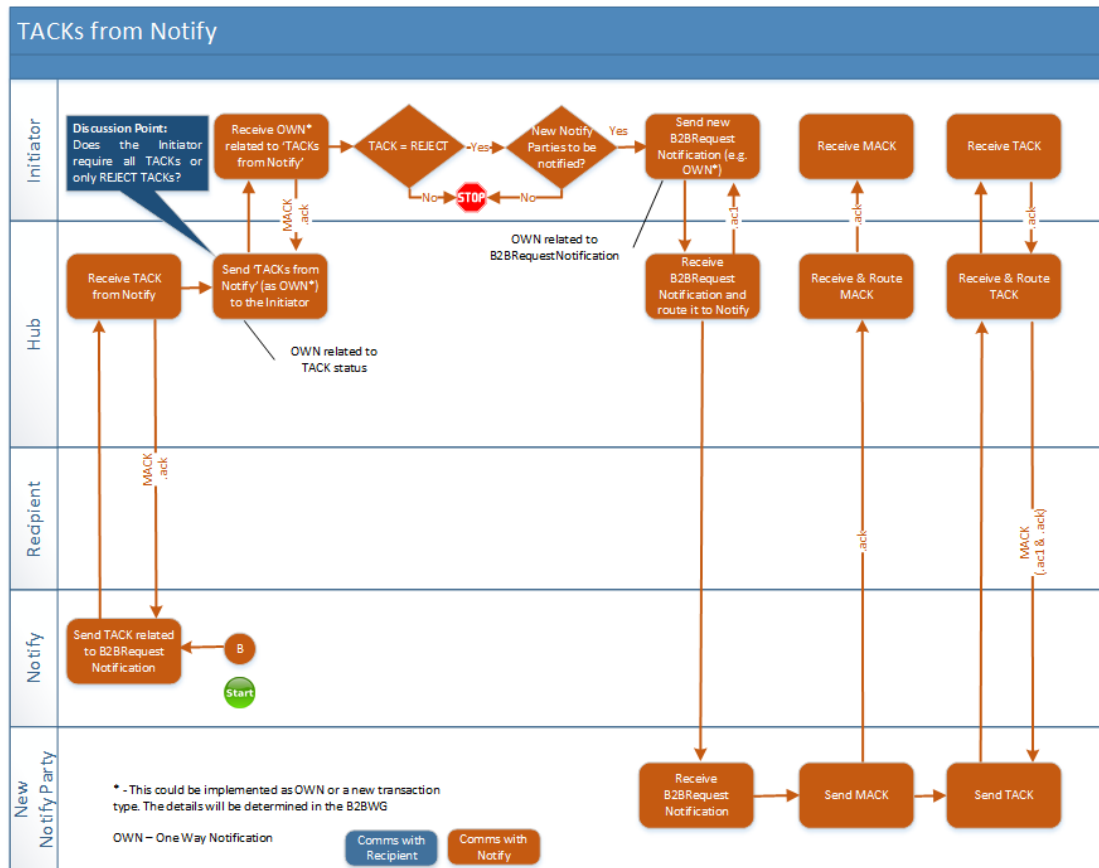 TACKs from Notify
Initiator
Discussion Point:
Does the Initiator
require all TACKs or
only REJECT TACKs?
Receive OWN*
related to 'TACKs
from Notify'
TACK = REJECT
Yes
New Notify
Parties to be
notified?
Yes
Send new
B2BRequest
Notification (e.g.
OWN*)
Receive MACK
Receive TACK
No
STOP
No
MACK
.ack
.ac1
.ack
.ack
OWN related to
B2BRequestNotification
Hub
Receive TACK
from Notify
Send 'TACKs from
Notify' (as OWN*)
to the Initiator
Receive
B2BRequest
Notification and
route it to Notify
Receive & Route
MACK
Receive & Route
TACK
OWN related to
TACK status
Recipient
MACK
.ack
.ack
MACK
(.ac1 & .ack)
Notify
Send TACK related
to B2BRequest
Notification
B
Start
New
Notify Party
Receive
B2BRequest
Notification
Send MACK
Send TACK
* - This could be implemented as OWN or a new transaction
type. The details will be determined in the B2BWG
OWN – One Way Notification
Comms with
Recipient
Comms with
Notify